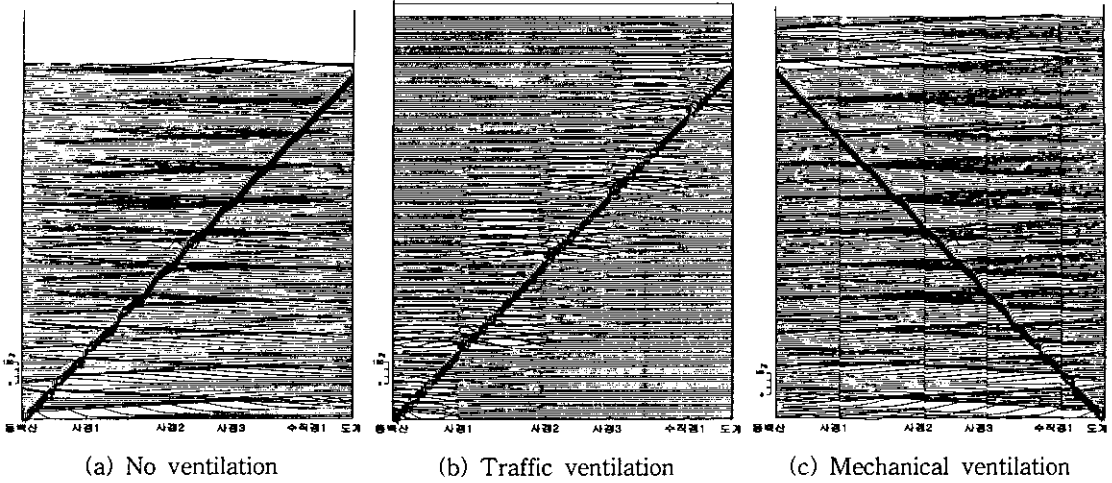 동백산 사갱1 사갱2 사갱3 수직갱1 도계
동백산 사갱1 사갱2 사갱3 수직갱1 도계
동백산 사갱1 사갱2 사갱3 수직갱1 도계
(a) No ventilation
(b) Traffic ventilation
(c) Mechanical ventilation